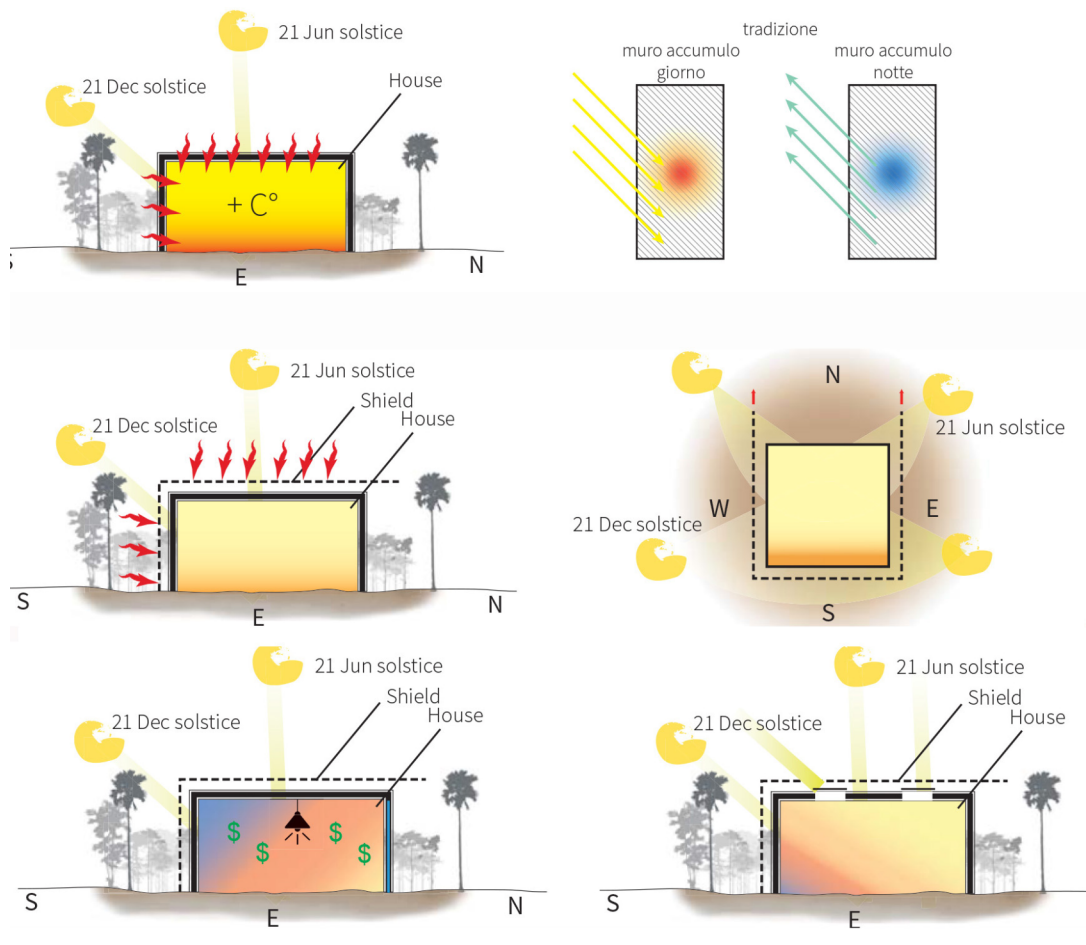 21 Jun solstice
House
21 Dec solstice
+ C°
S
E
N
tradizione
muro accumulo
giorno
muro accumulo
notte
21 Jun solstice
Shield
House
21 Dec solstice
S
E
N
N
21 Jun solstice
W
E
21 Dec solstice
S
21 Jun solstice
Shield
House
21 Dec solstice
$
$
$
$
S
E
N
21 Jun solstice
Shield
House
21 Dec solstice
S
E